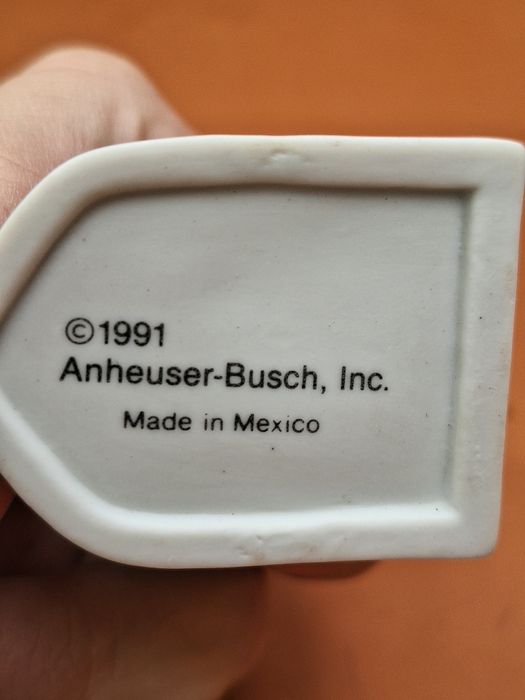 ©1991
Anheuser-Busch, Inc.
Made in Mexico